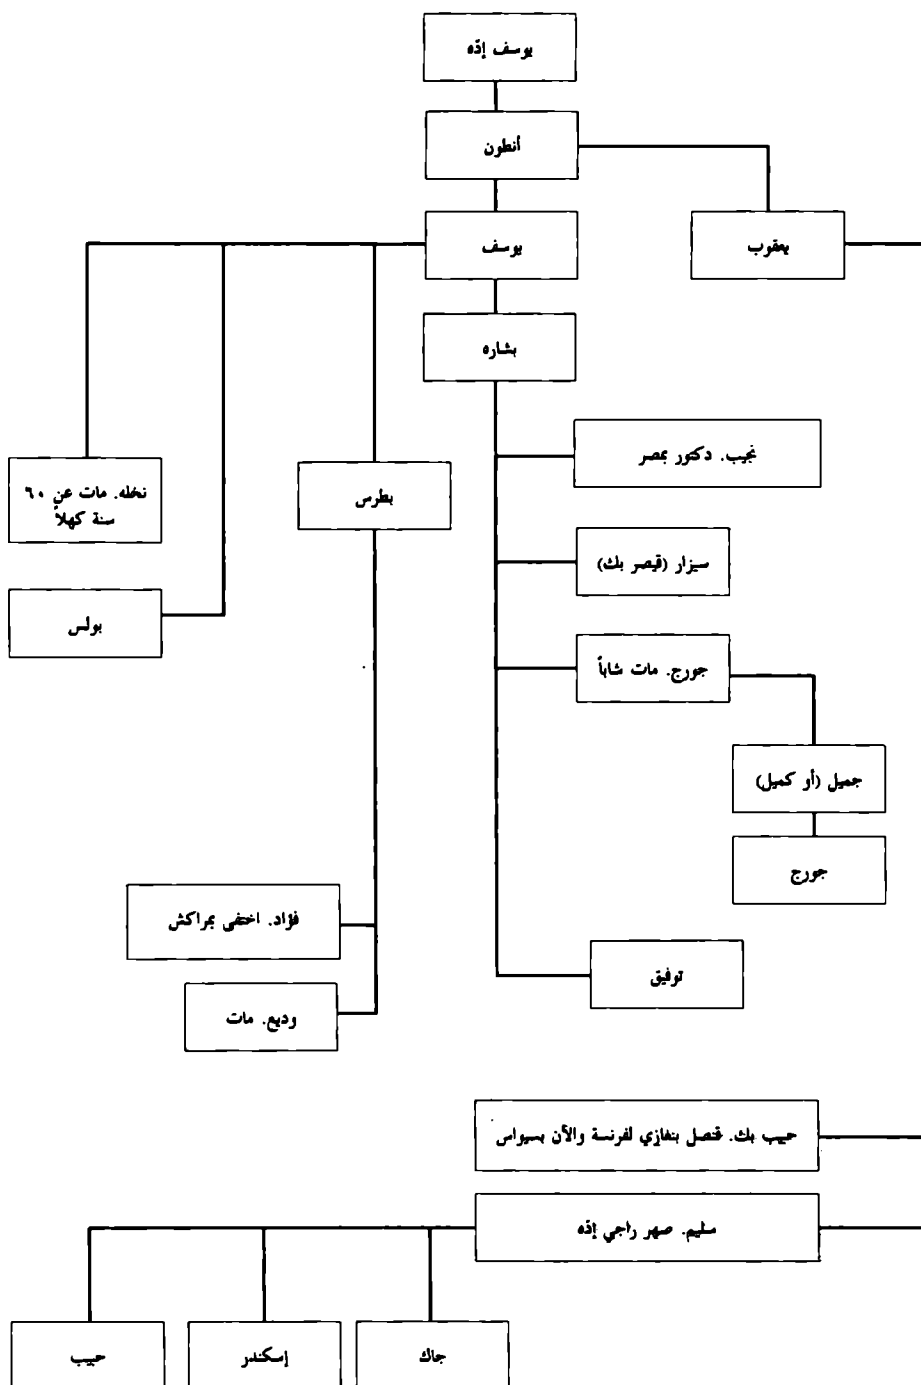 يوسف إدّه
أنطون
يوسف
يعقوب
بشاره
نجيب. دكتور بمصر
نخله. مات عن ٦٠
سنة كهلاً
بطرس
سيزار (قيصر بك)
بولس
جورج. مات شاباً
جميل (أو كميل)
جورج
فؤاد. اختفى بمراكش
توفيق
وديع. مات
حبيب بك. قنصل بنغازي لفرنسة والآن بسيواس
سليم. صهر راجي إدّه
جاك
إسكندر
حبيب